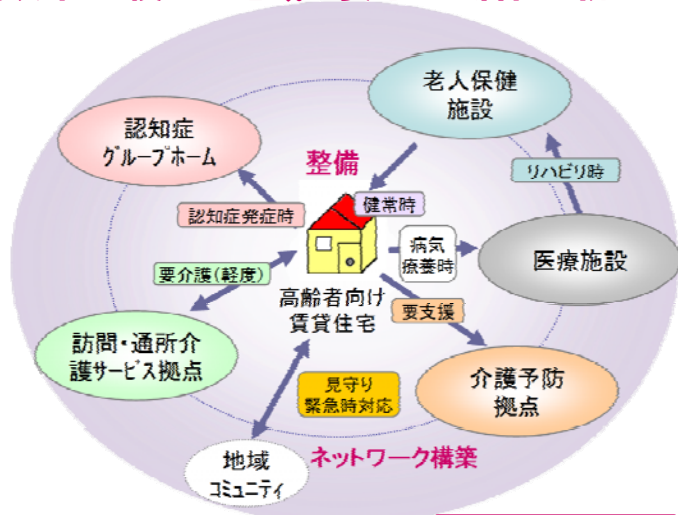 老人保健
施設
認知症
グループホーム
整備
リハビリ時
健常時
認知症発症時
病気
療養時
医療施設
要介護(軽度)
高齢者向け
賃貸住宅
要支援
訪問・通所介
護サービス拠点
見守り
緊急時対応
介護予防
拠点
地域
コミュニティ
ネットワーク構築